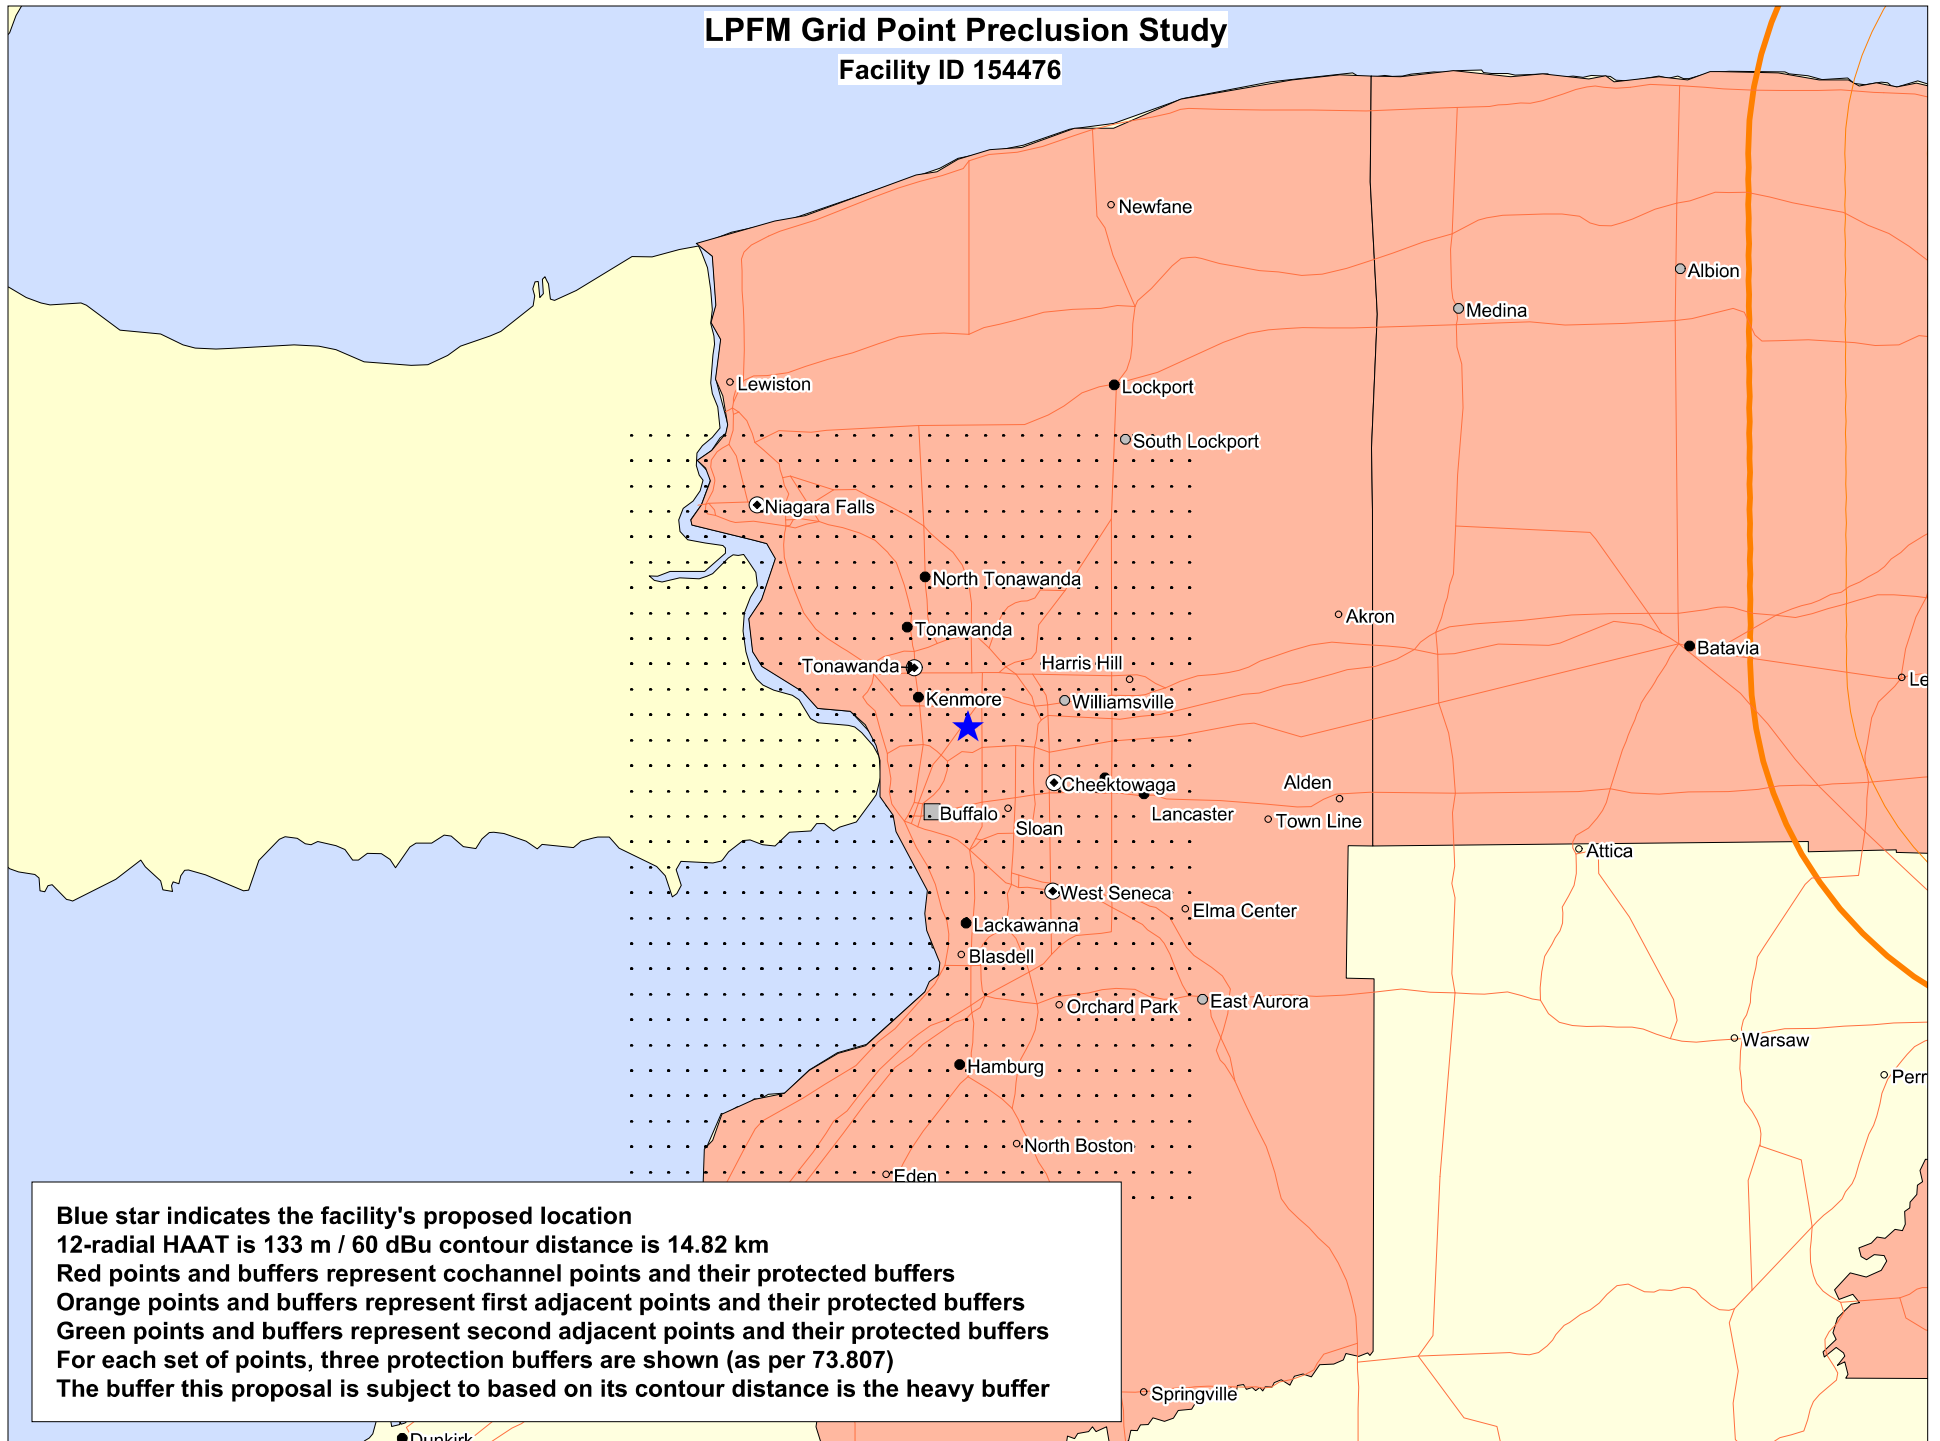 LPFM Grid Point Preclusion Study
Facility ID 154476
Newfane
Albion
Medina
Lewiston
Lockport
South Lockport
Niagara Falls
North Tonawanda
Akron
Tonawanda
Batavia
Harris Hill
Tonawanda
Le
Kenmore
Williamsville
Cheektowaga
Alden
Buffalo
Lancaster
Town Line
Sloan
Attica
West Seneca
Elma Center
Lackawanna
Blasdell
Orchard Park
East Aurora
Warsaw
Hamburg
Perr
North Boston
Eden
Blue star indicates the facility's proposed location
12-radial HAAT is 133 m / 60 dBu contour distance is 14.82 km
Red points and buffers represent cochannel points and their protected buffers
Orange points and buffers represent first adjacent points and their protected buffers
Green points and buffers represent second adjacent points and their protected buffers
For each set of points, three protection buffers are shown (as per 73.807)
The buffer this proposal is subject to based on its contour distance is the heavy buffer
Springville
Dunkirk